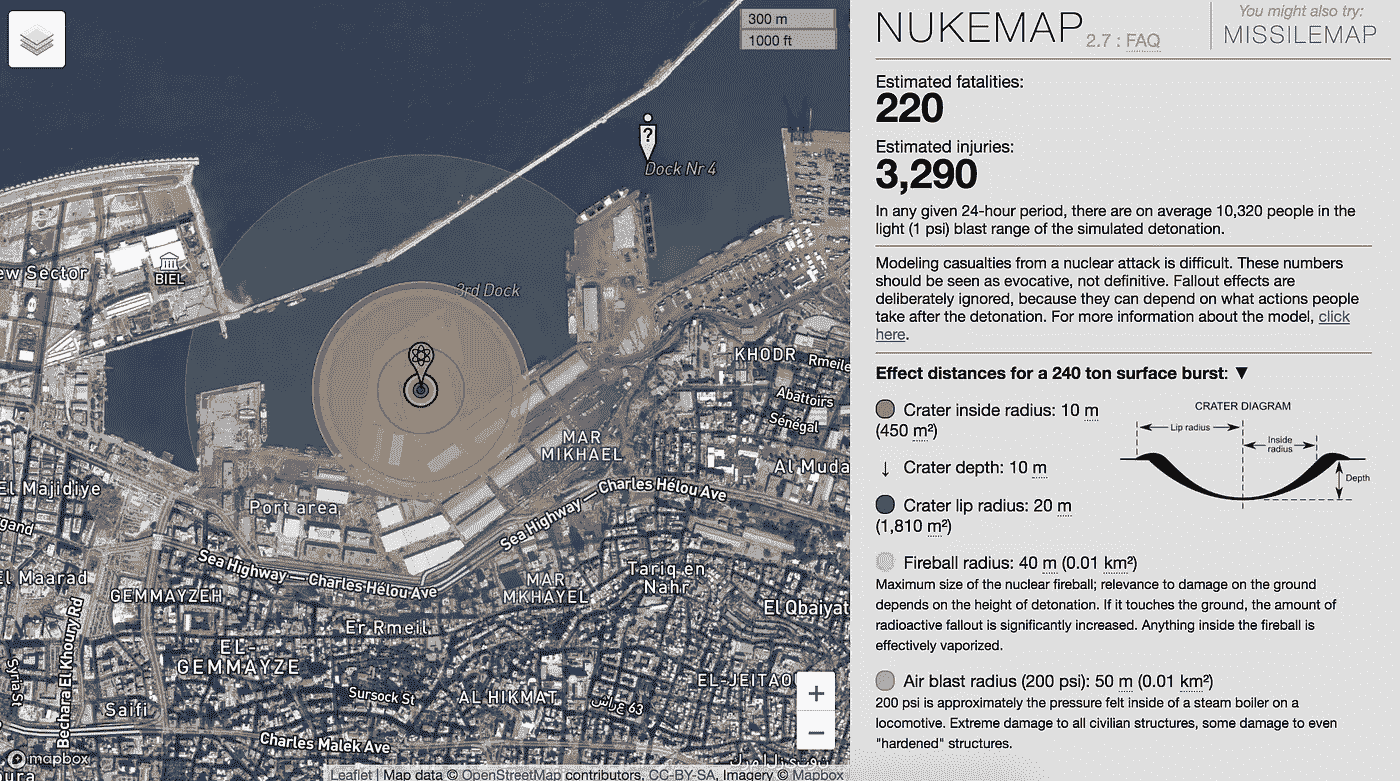 300 m
1000 ft
?
Dock Nr 4
ew Sector
BIEL
3rd Dock
KHODR
Rmeile
Abattoirs
Sénégal
MAR
MIKHAEL
Al Muda
El Majidiye
gand
Port area
Sea Highway — Charles Hélou Ave
Sea Highway — Charles Hélou Ave
El Maarad
GEMMAYZEH
MAR
MKHAYEL
Tariq en
Nahr
El Qbaiyat
Er Rmeil
EL-
GEMMAYZE
Bechara El Khoury Rd
Syria St
Sursock St
AL HIKMAT
EL-JEITAO
Saifi
Charles Malek Ave
+
−
mapbox
Leaflet | Map data © OpenStreetMap contributors, CC-BY-SA, Imagery © Mapbox
NUKEMAP 2.7 : FAQ
You might also try:
MISSILEMAP
Estimated fatalities:
220
Estimated injuries:
3,290
In any given 24-hour period, there are on average 10,320 people in the
light (1 psi) blast range of the simulated detonation.
Modeling casualties from a nuclear attack is difficult. These numbers
should be seen as evocative, not definitive. Fallout effects are
deliberately ignored, because they can depend on what actions people
take after the detonation. For more information about the model, click
here.
Effect distances for a 240 ton surface burst: ▼
Crater inside radius: 10 m
(450 m²)
↓ Crater depth: 10 m
Crater lip radius: 20 m
(1,810 m²)
CRATER DIAGRAM
Lip radius
Inside
radius
Depth
Fireball radius: 40 m (0.01 km²)
Maximum size of the nuclear fireball; relevance to damage on the ground
depends on the height of detonation. If it touches the ground, the amount of
radioactive fallout is significantly increased. Anything inside the fireball is
effectively vaporized.
Air blast radius (200 psi): 50 m (0.01 km²)
200 psi is approximately the pressure felt inside of a steam boiler on a
locomotive. Extreme damage to all civilian structures, some damage to even
"hardened" structures.